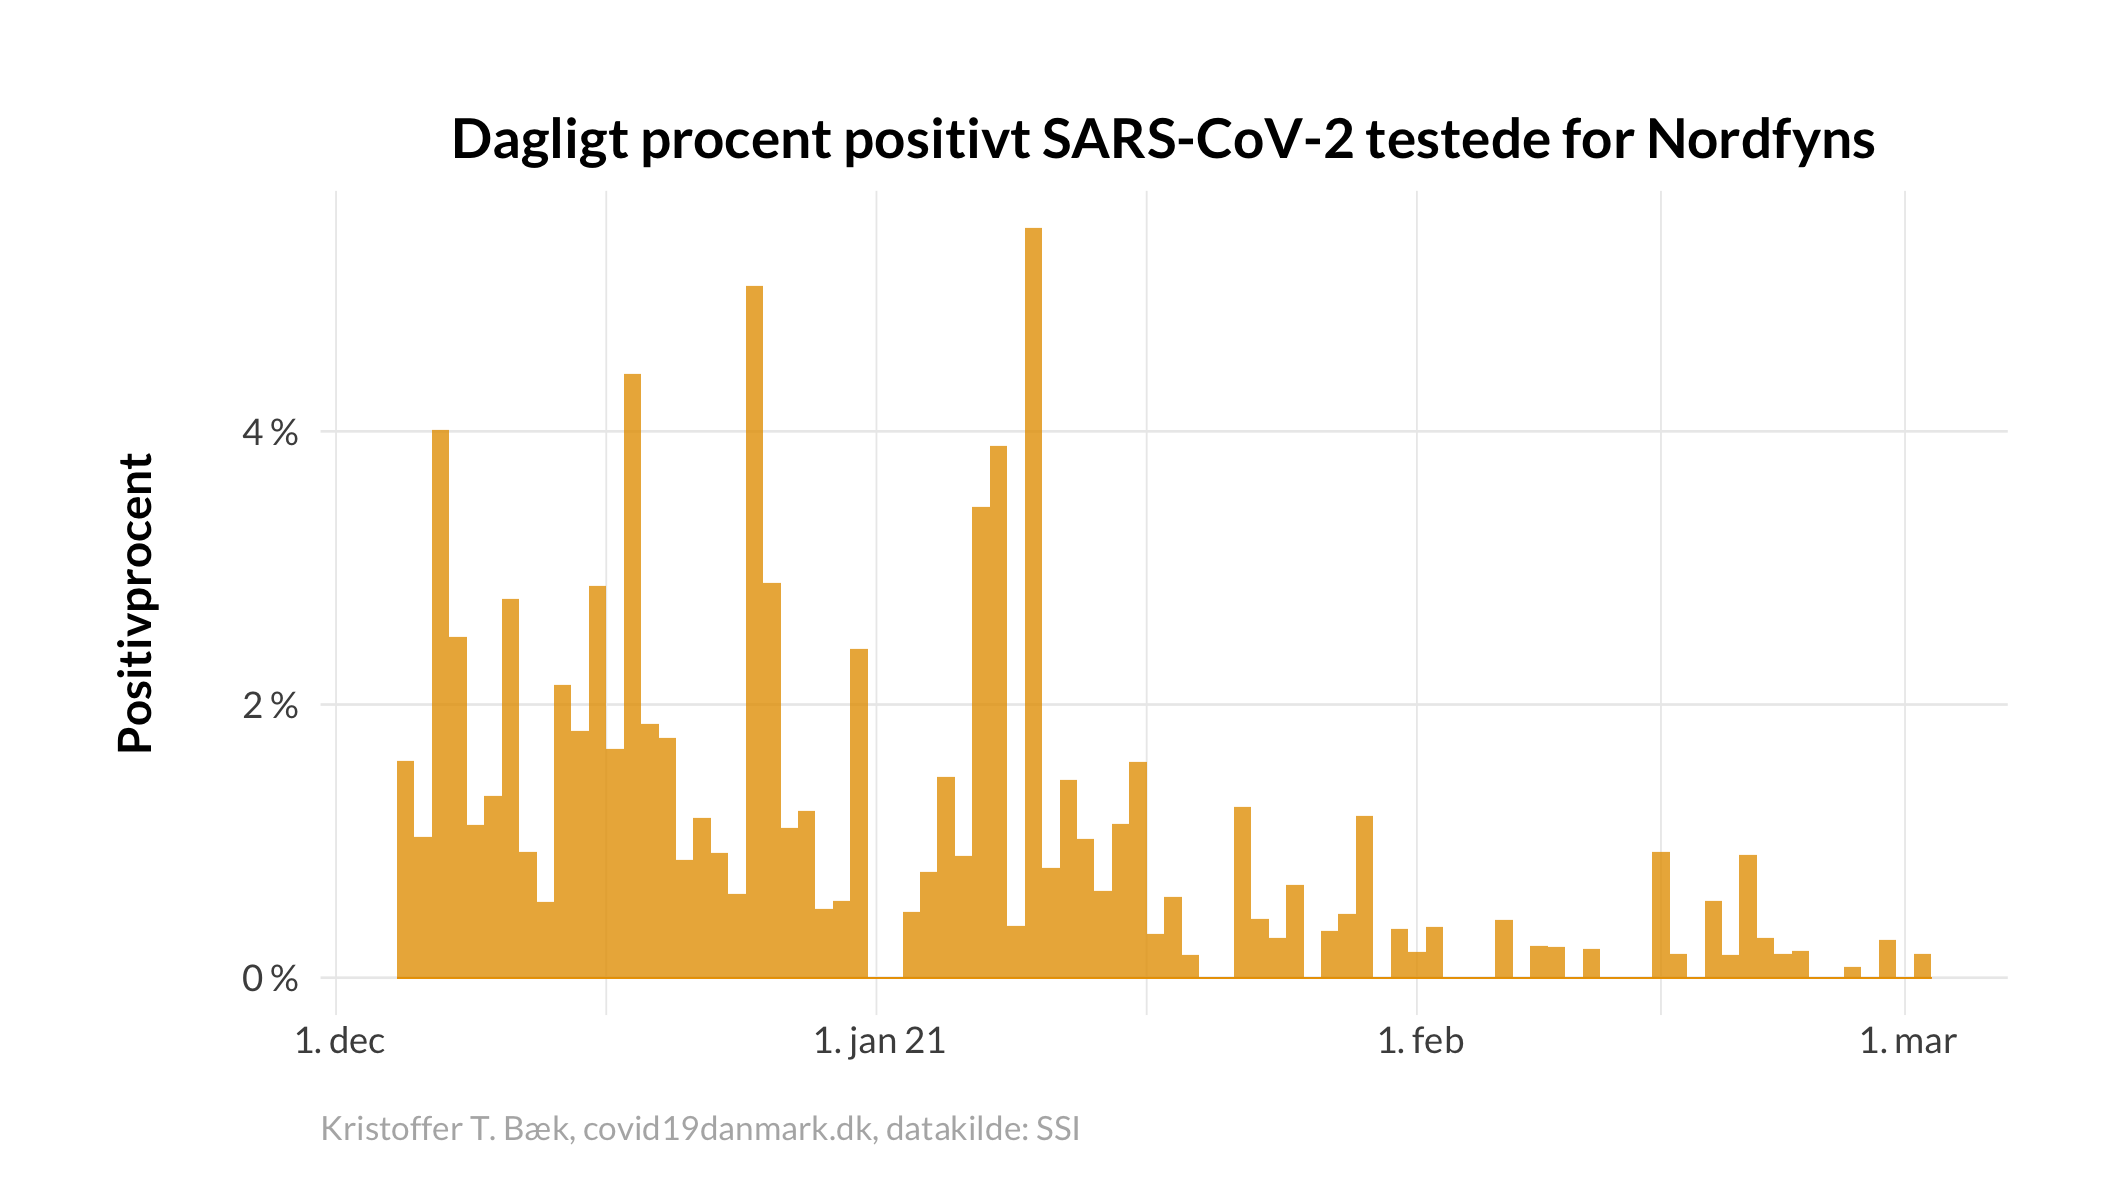 Dagligt procent positivt SARS-CoV-2 testede for Nordfyns
Positivprocent
4 %
2 %
0 %
1. dec
1. jan 21
1. feb
1. mar
Kristoffer T. Bæk, covid19danmark.dk, datakilde: SSI